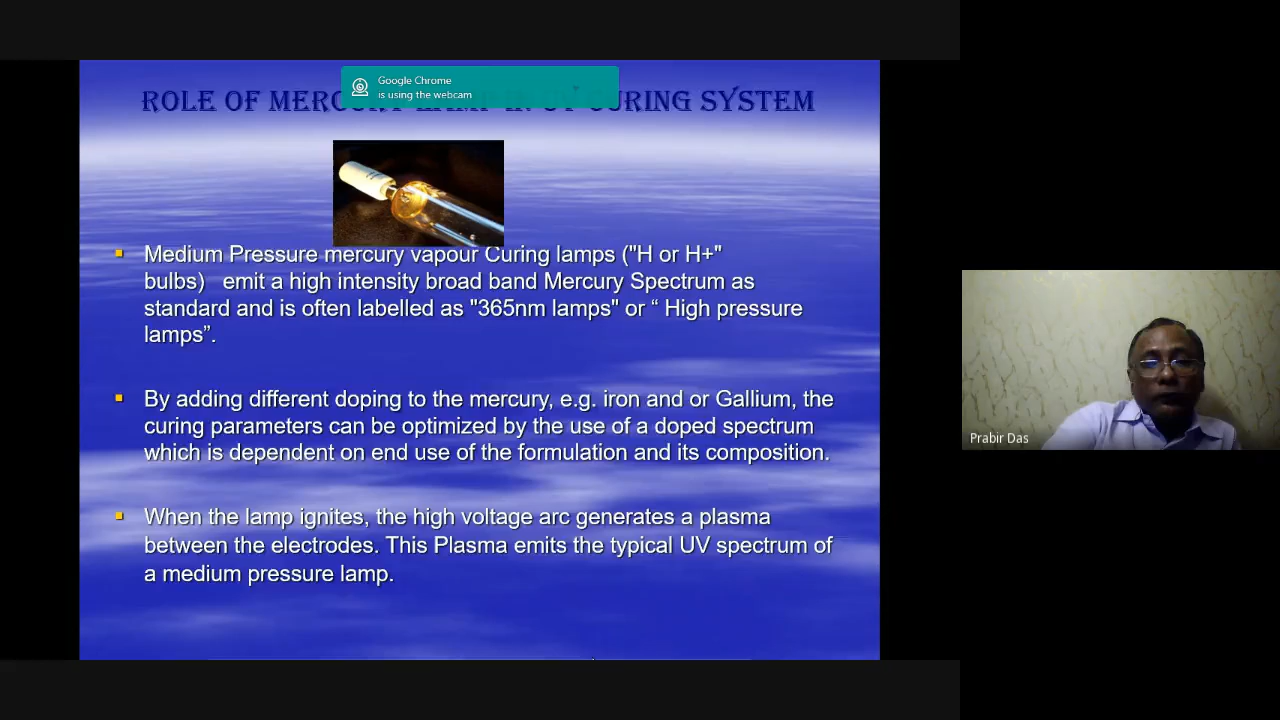 Google Chrome
is using the webcam
ROLE OF MERCURY LAMP IN UV CURING SYSTEM
Medium Pressure mercury vapour Curing lamps ("H or H+"
bulbs) emit a high intensity broad band Mercury Spectrum as
standard and is often labelled as "365nm lamps" or “ High pressure
lamps”.
By adding different doping to the mercury, e.g. iron and or Gallium, the
curing parameters can be optimized by the use of a doped spectrum
which is dependent on end use of the formulation and its composition.
When the lamp ignites, the high voltage arc generates a plasma
between the electrodes. This Plasma emits the typical UV spectrum of
a medium pressure lamp.
Prabir Das